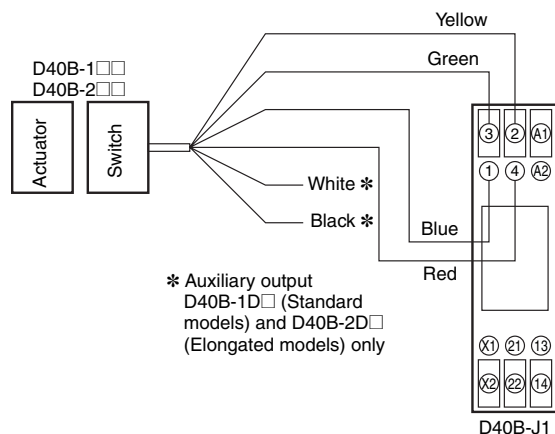 Yellow
Green
D40B-1□□
D40B-2□□
Actuator
Switch
3 2 A1
1 4 A2
White ✻
Black ✻
Blue
Red
✻ Auxiliary output
D40B-1D□ (Standard
models) and D40B-2D□
(Elongated models) only
X1 21 13
X2 22 14
D40B-J1